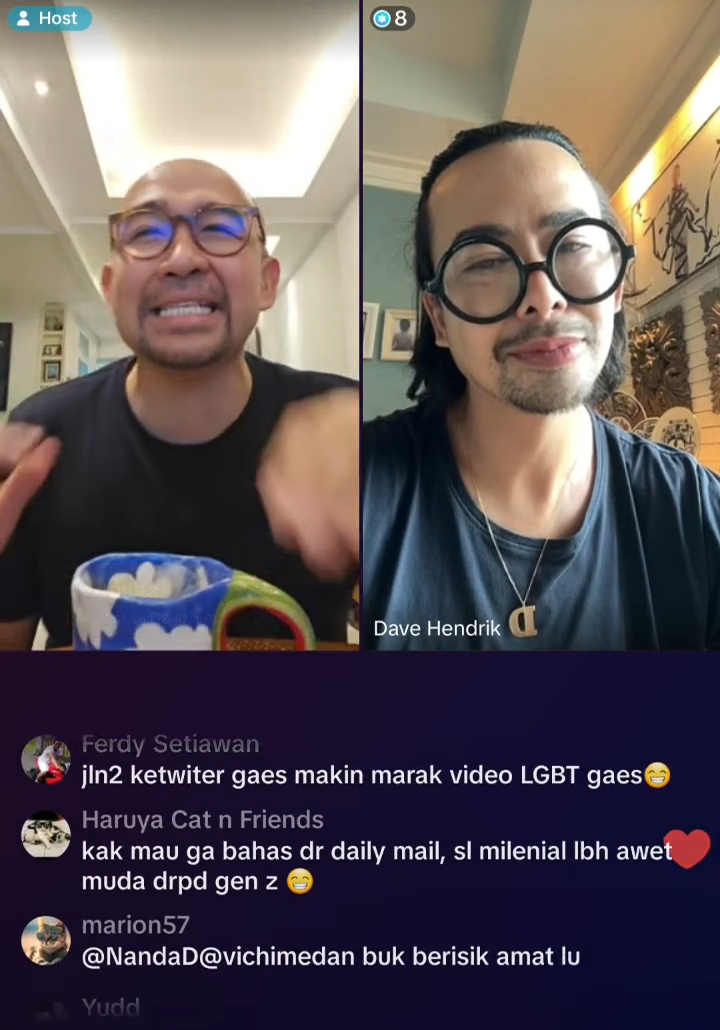 Host
8
Dave Hendrik
Ferdy Setiawan
jln2 ketwiter gaes makin marak video LGBT gaes😁
Haruya Cat n Friends
kak mau ga bahas dr daily mail, sl milenial lbh awet
muda drpd gen z 😁
marion57
@NandaD@vichimedan buk berisik amat lu
Yudd